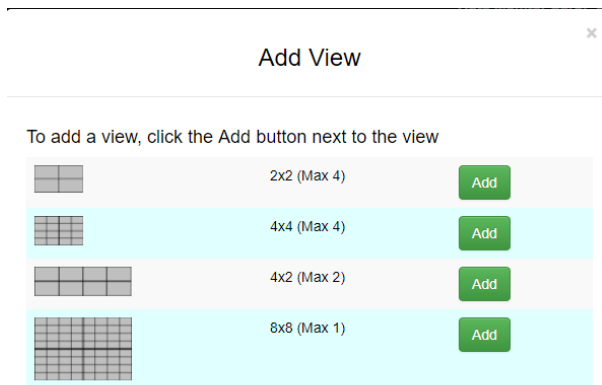 ×
Add View
To add a view, click the Add button next to the view
2x2 (Max 4) Add
4x4 (Max 4) Add
4x2 (Max 2) Add
8x8 (Max 1) Add